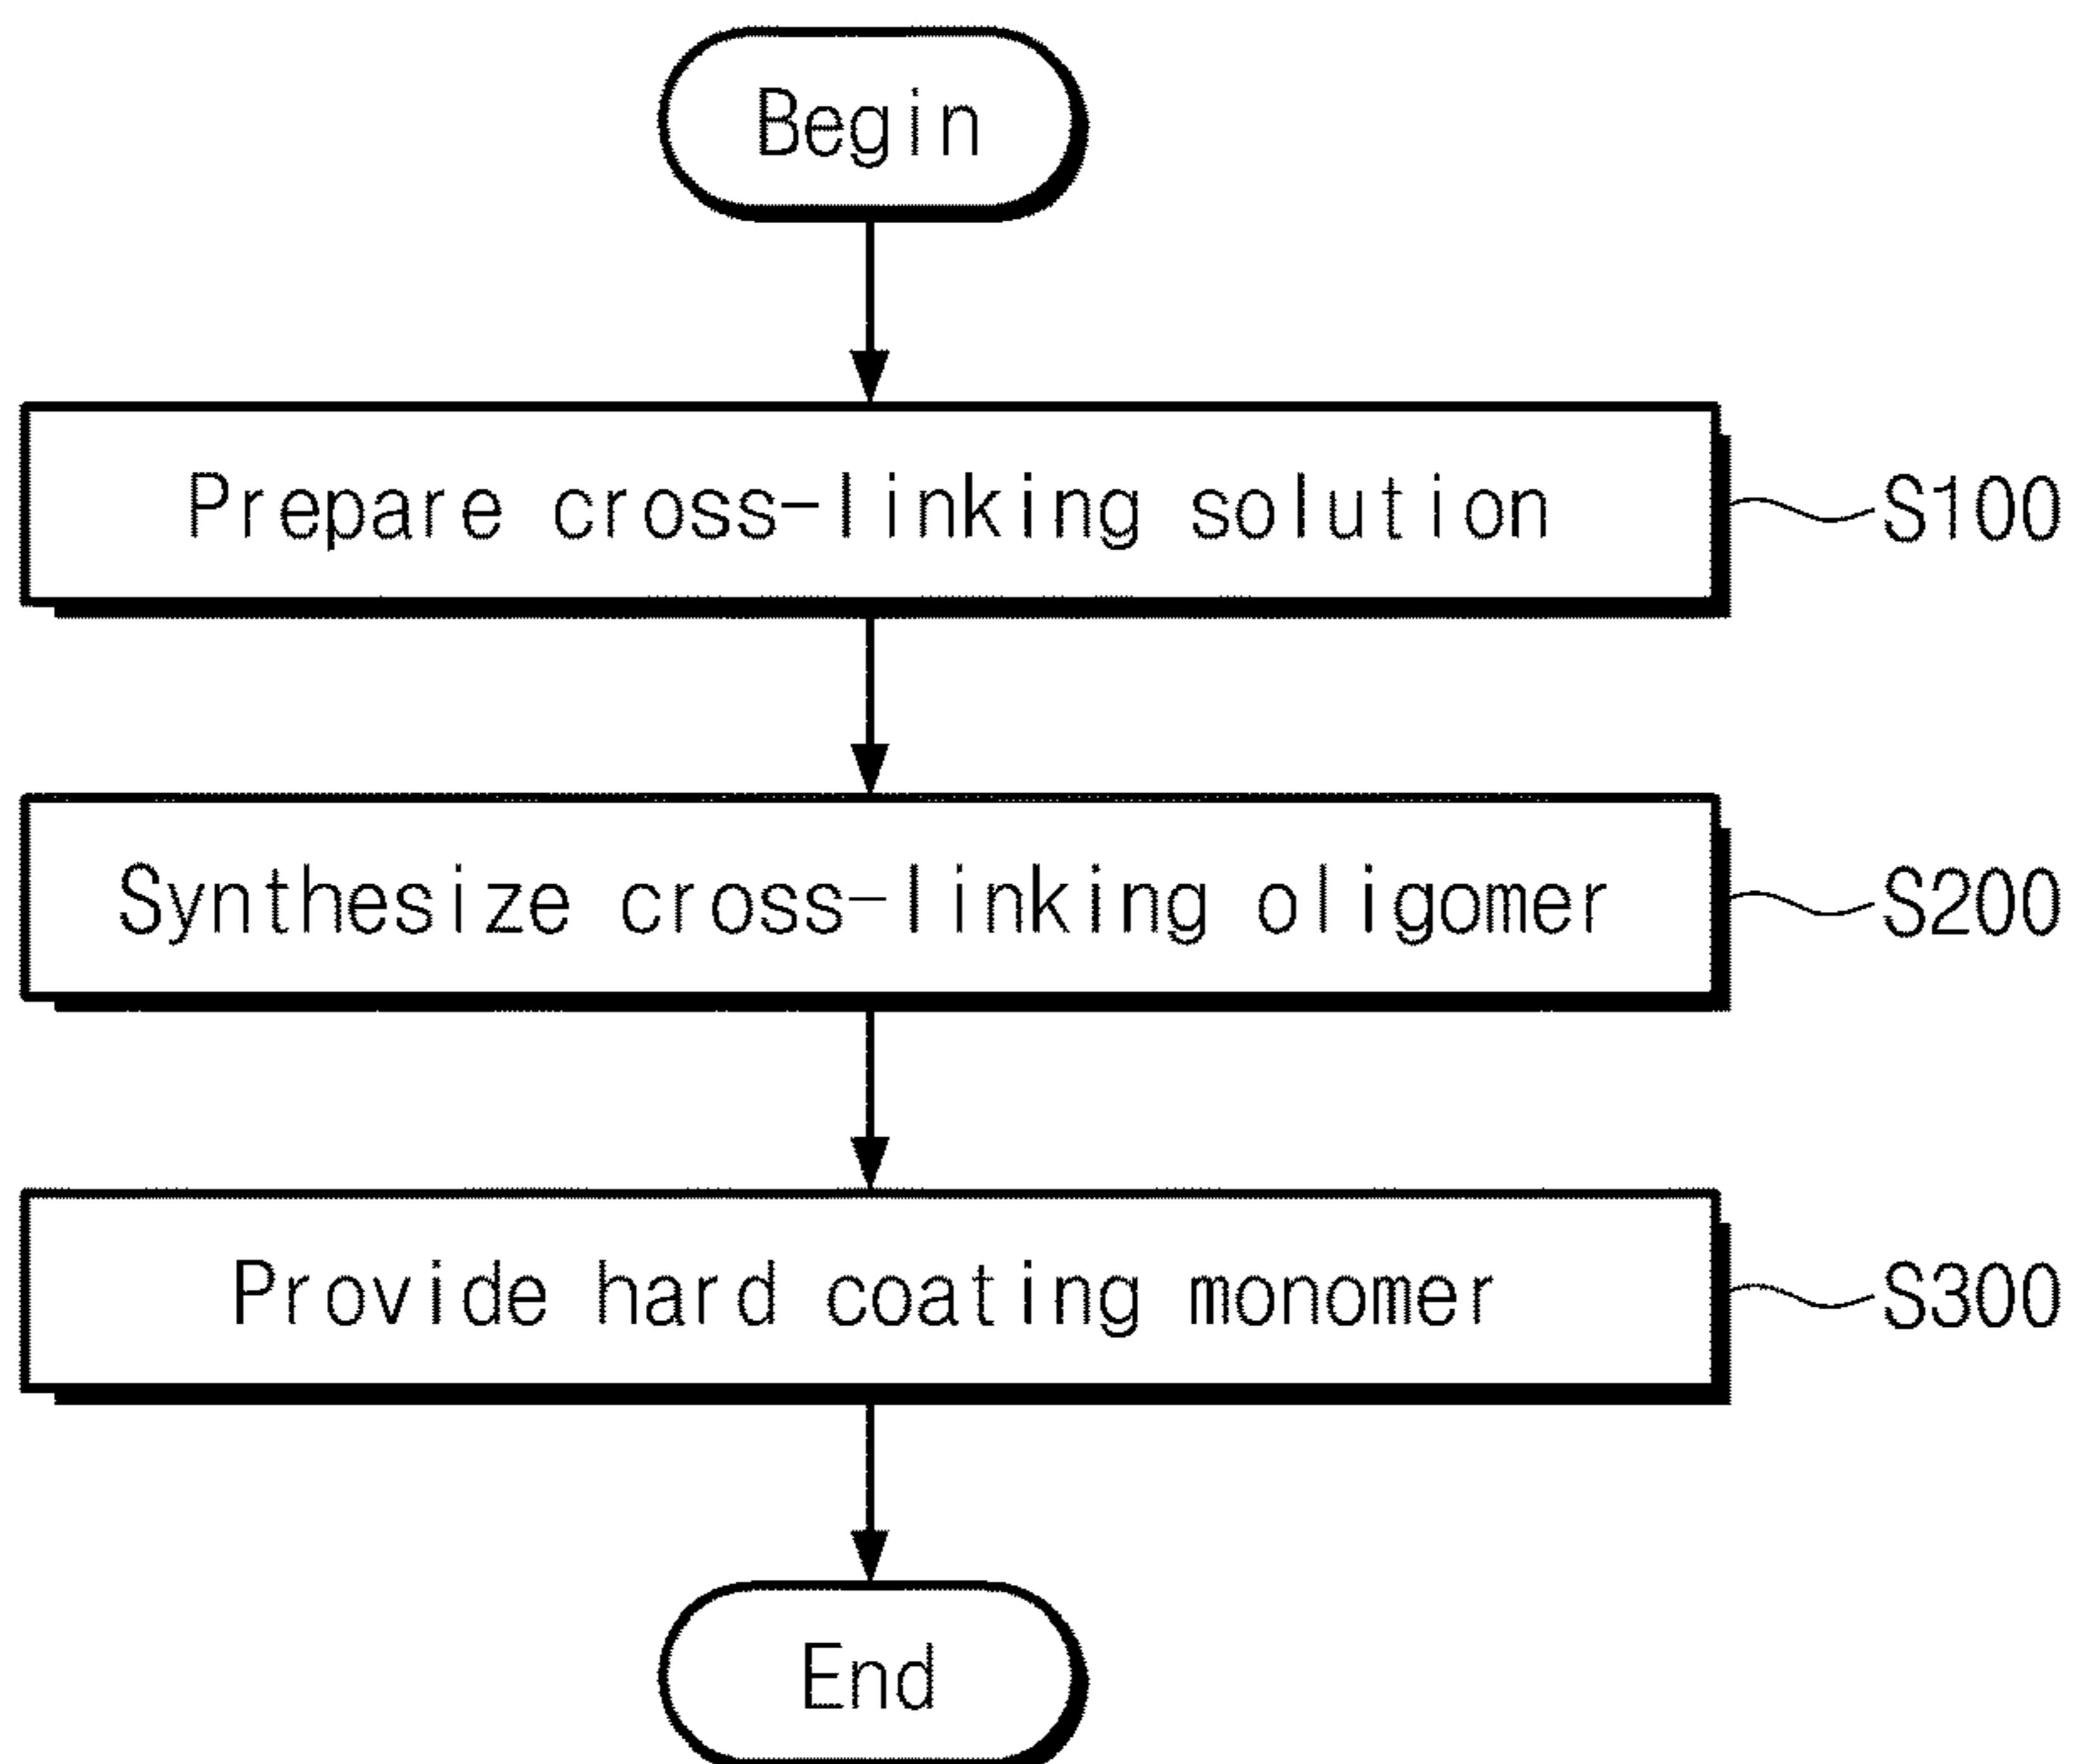 Begin
Prepare cross-linking solution
S100
Synthesize cross-linking oligomer
S200
Provide hard coating monomer
S300
End